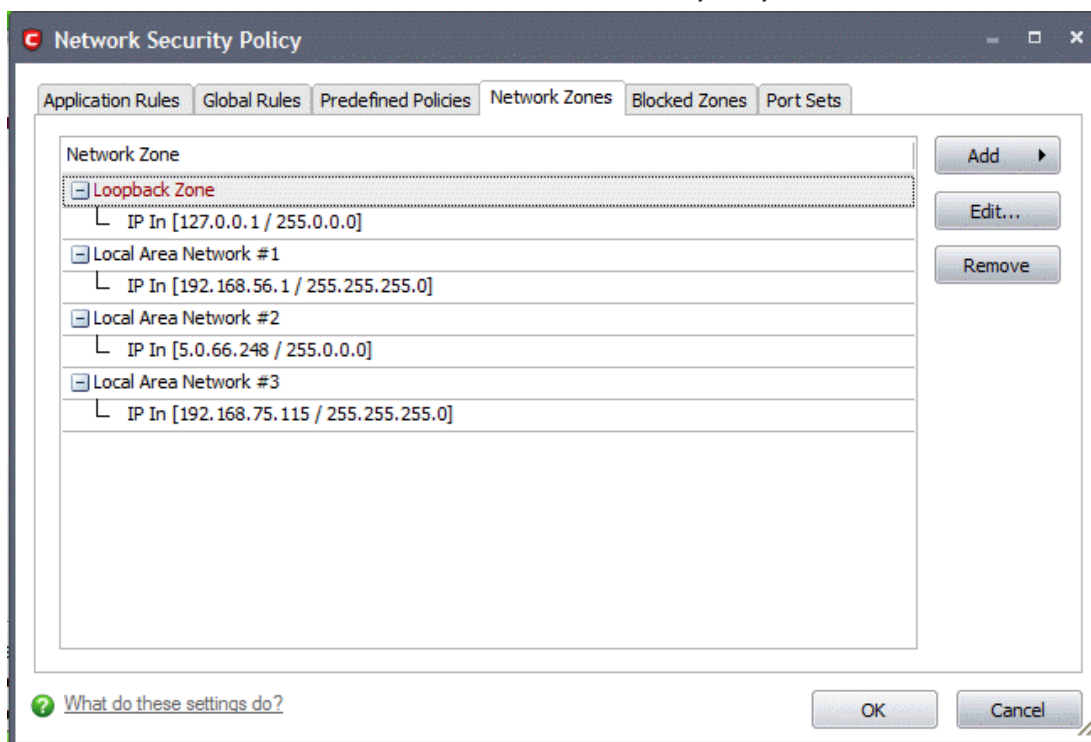 Network Security Policy
Application Rules Global Rules Predefined Policies Network Zones Blocked Zones Port Sets
Network Zone
Add
Loopback Zone
IP In [127.0.0.1 / 255.0.0.0]
Edit...
Local Area Network #1
Remove
IP In [192.168.56.1 / 255.255.255.0]
Local Area Network #2
IP In [5.0.66.248 / 255.0.0.0]
Local Area Network #3
IP In [192.168.75.115 / 255.255.255.0]
What do these settings do?
OK Cancel